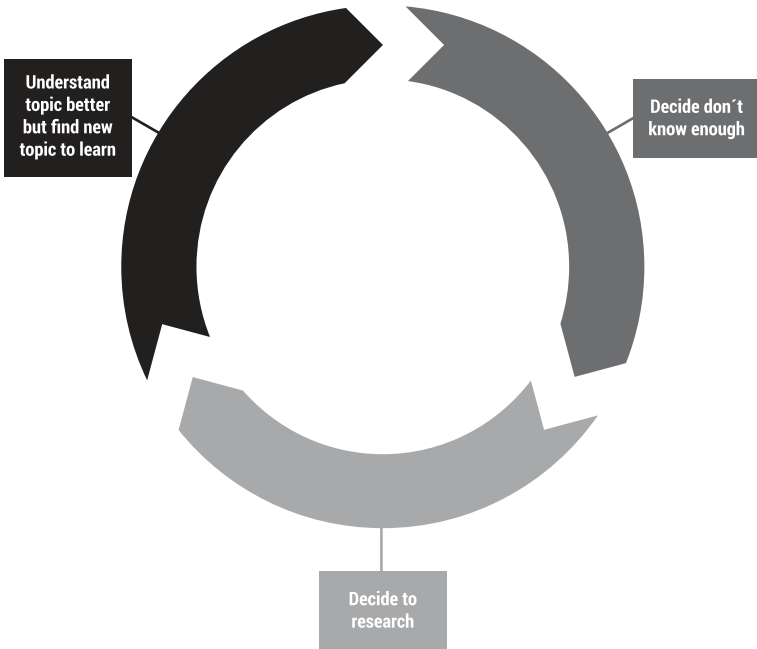 Understand
topic better
but find new
topic to learn
Decide don´t
know enough
Decide to
research